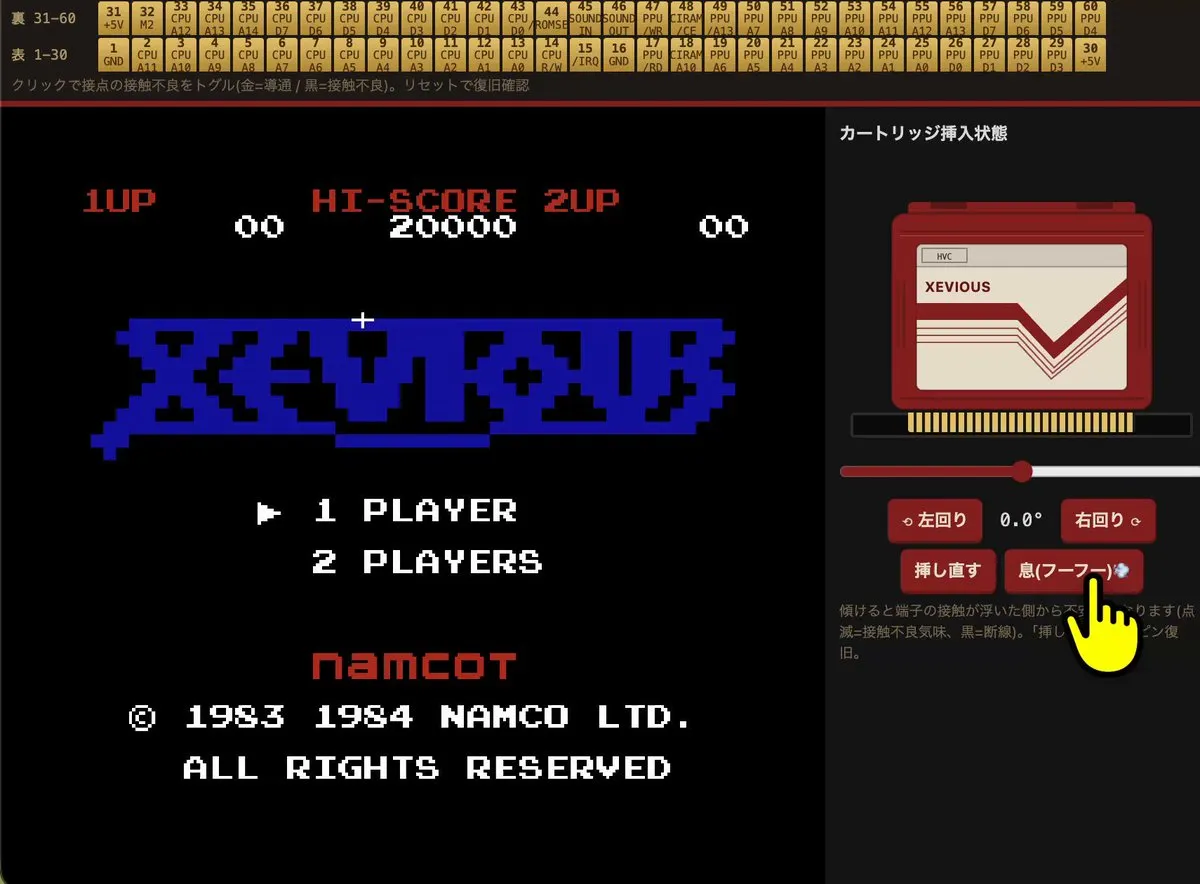 裏 31-60 31 +5V 32 M2 33 CPU A12 34 CPU A13 35 CPU A14 36 CPU D7 37 CPU D6 38 CPU D5 39 CPU D4 40 CPU D3 41 CPU D2 42 CPU D1 43 CPU D0 44 /ROMSE 45 SOUND IN 46 SOUND OUT 47 PPU /WR 48 CIRAM /CE 49 PPU /A13 50 PPU A7 51 PPU A8 52 PPU A9 53 PPU A10 54 PPU A11 55 PPU A12 56 PPU A13 57 PPU D7 58 PPU D6 59 PPU D5 60 PPU D4
表 1-30 1 GND 2 CPU A11 3 CPU A10 4 CPU A9 5 CPU A8 6 CPU A7 7 CPU A6 8 CPU A5 9 CPU A4 10 CPU A3 11 CPU A2 12 CPU A1 13 CPU A0 14 CPU R/W 15 /IRQ 16 GND 17 PPU /RD 18 CIRAM A10 19 PPU A6 20 PPU A5 21 PPU A4 22 PPU A3 23 PPU A2 24 PPU A1 25 PPU A0 26 PPU D0 27 PPU D1 28 PPU D2 29 PPU D3 30 +5V
クリックで接点の接触不良をトグル(金=導通 / 黒=接触不良)。リセットで復旧確認
1UP HI-SCORE 2UP
00 20000 00
XEVIOUS
▶ 1 PLAYER
2 PLAYERS
namcot
© 1983 1984 NAMCO LTD.
ALL RIGHTS RESERVED
カートリッジ挿入状態
HVC
XEVIOUS
⟲ 左回り 0.0° 右回り ⟳
挿し直す 息(フーフー)💨
傾けると端子の接触が浮いた側から不 ります(点
滅=接触不良気味、黒=断線)。「挿し ピン復
旧。